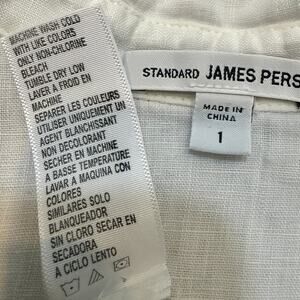 MACHINE WASH COLD
WITH LIKE COLORS
ONLY NON-CHLORINE
BLEACH
TUMBLE DRY LOW
LAVER A FROID EN
MACHINE
SEPARER LES COULEURS
UTILISER UNIQUEMENT UN
AGENT BLANCHISSANT
NON DECOLORANT
SECHER EN MACHINE
A BASSE TEMPERATURE
LAVAR A MAQUINA CON
COLORES
SIMILARES SOLO
BLANQUEADOR
SIN CLORO SECAR EN
SECADORA
A CICLO LENTO
STANDARD JAMES PERS
MADE IN
CHINA
1